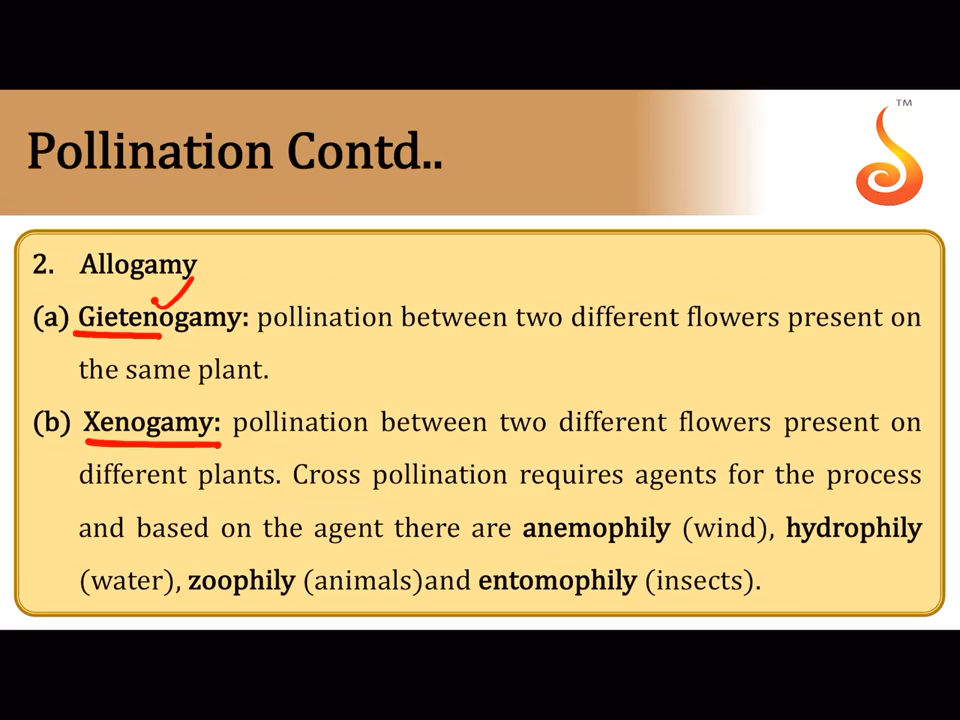 Pollination Contd..
TM
2. Allogamy
(a) Gietenogamy: pollination between two different flowers present on
the same plant.
(b) Xenogamy: pollination between two different flowers present on
different plants. Cross pollination requires agents for the process
and based on the agent there are anemophily (wind), hydrophily
(water), zoophily (animals)and entomophily (insects).